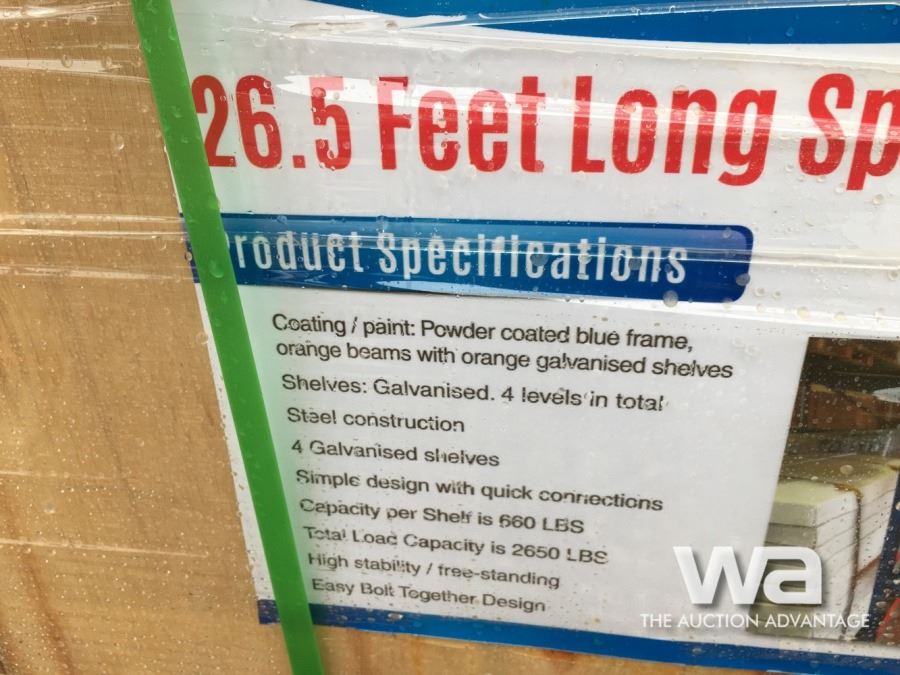 26.5 Feet Long Sp
roduct Specifications
Coating / paint: Powder coated blue frame,
orange beams with orange galvanised shelves
Shelves: Galvanised. 4 levels in total
Steel construction
4 Galvanised shelves
Simple design with quick connections
Capacity per Shelf is 660 LBS
Total Load Capacity is 2650 LBS
High stability / free-standing
Easy Bolt Together Design
wa
THE AUCTION ADVANTAGE